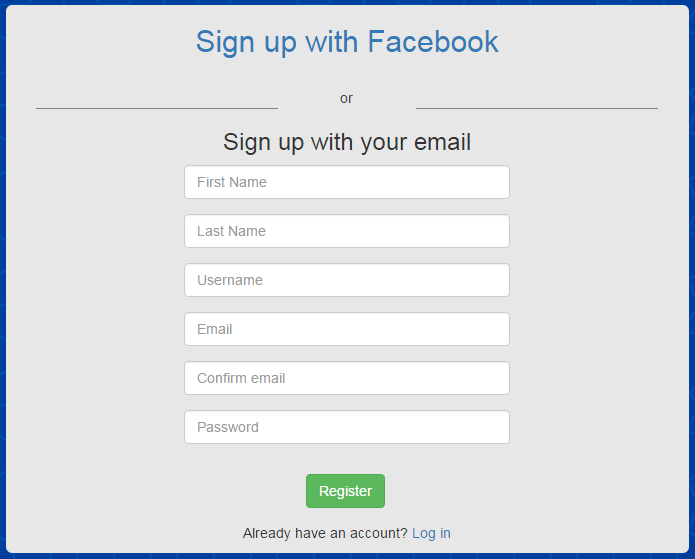 Sign up with Facebook
or
Sign up with your email
First Name
Last Name
Username
Email
Confirm email
Password
Register
Already have an account? Log in